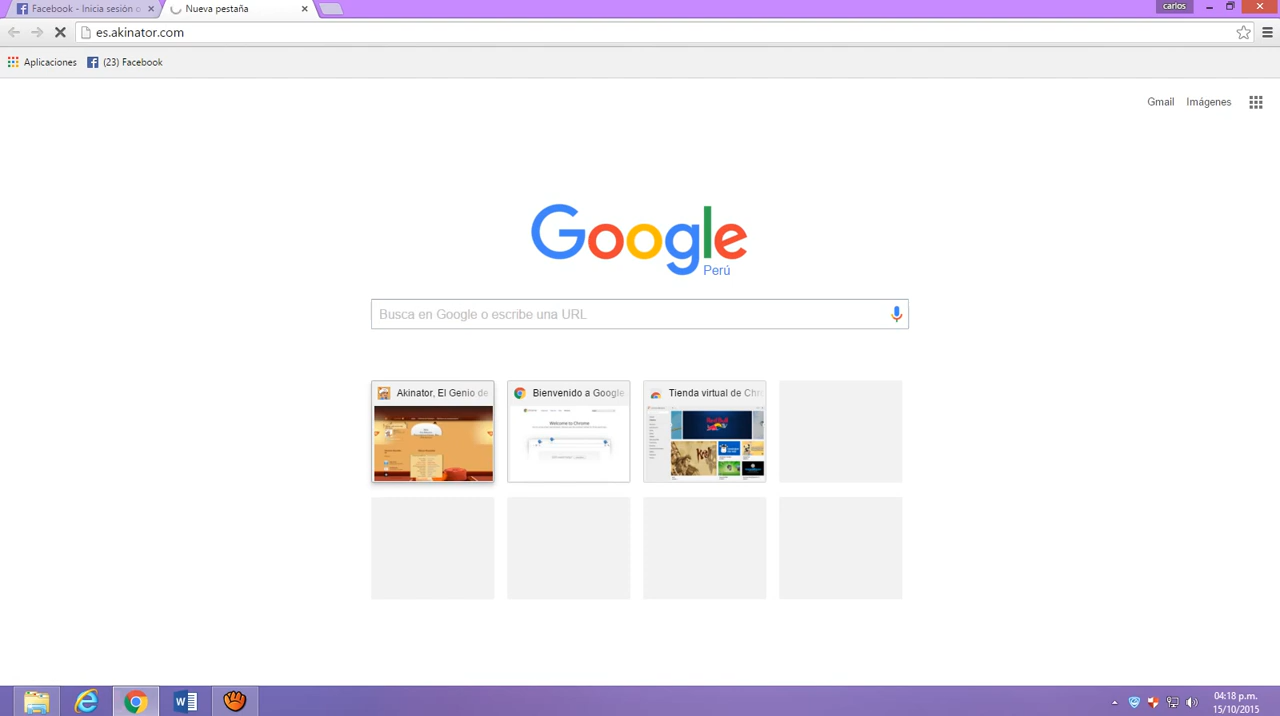 Facebook - Inicia sesión o
Nueva pestaña
carlos
es.akinator.com
Aplicaciones
(23) Facebook
Gmail
Imágenes
Google
Perú
Busca en Google o escribe una URL
Akinator, El Genio de
Bienvenido a Google
Tienda virtual de Chr
Welcome to Chrome
04:18 p.m.
15/10/2015